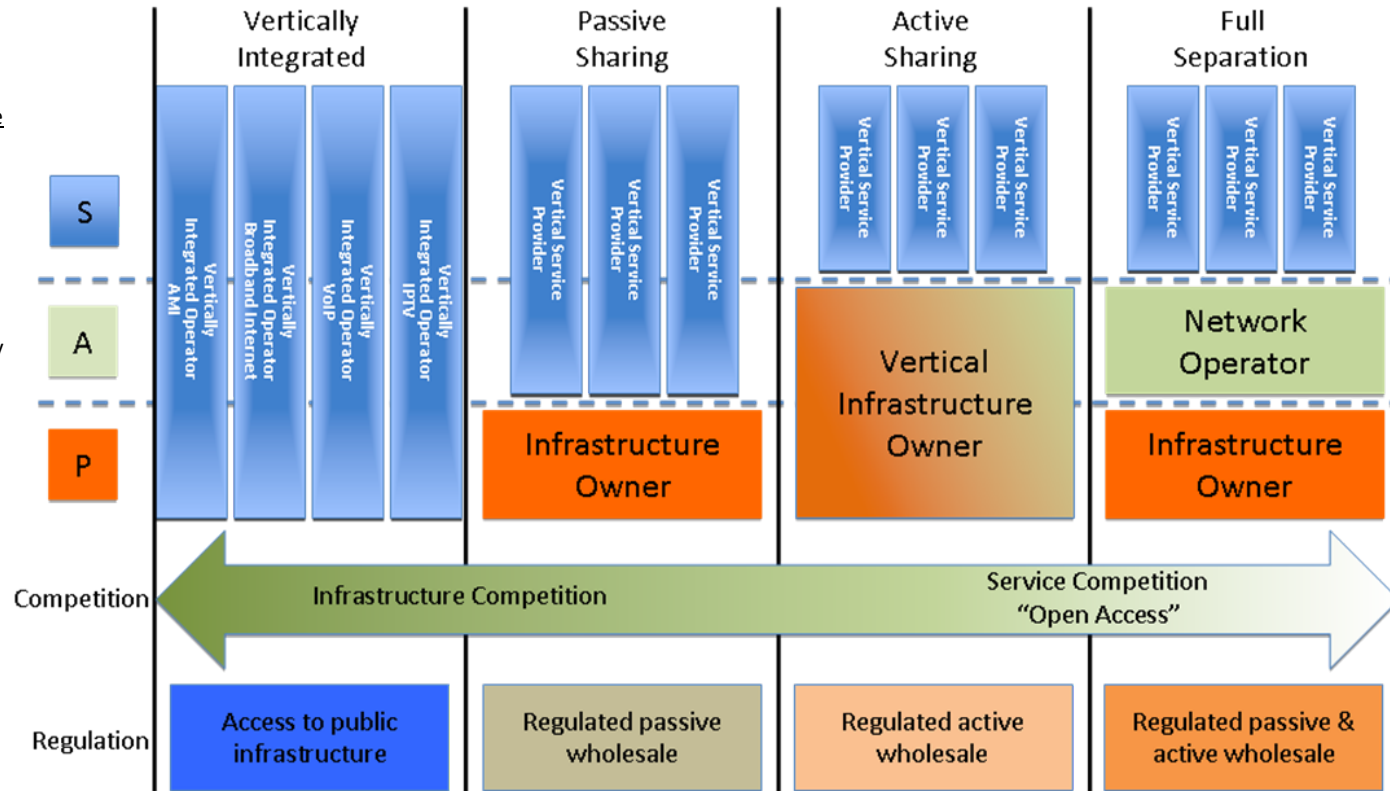 Vertically
Integrated
Passive
Sharing
Active
Sharing
Full
Separation
e
S
A
y
P
Vertically
Integrated Operator
AMI
Vertically
Integrated Operator
Broadband Internet
Vertically
Integrated Operator
VoIP
Vertically
Integrated Operator
IPTV
Vertical Service
Provider
Vertical Service
Provider
Vertical Service
Provider
Infrastructure
Owner
Vertical Service
Provider
Vertical Service
Provider
Vertical Service
Provider
Vertical
Infrastructure
Owner
Vertical Service
Provider
Vertical Service
Provider
Vertical Service
Provider
Network
Operator
Infrastructure
Owner
Competition
Infrastructure Competition
Service Competition
“Open Access”
Regulation
Access to public
infrastructure
Regulated passive
wholesale
Regulated active
wholesale
Regulated passive &
active wholesale